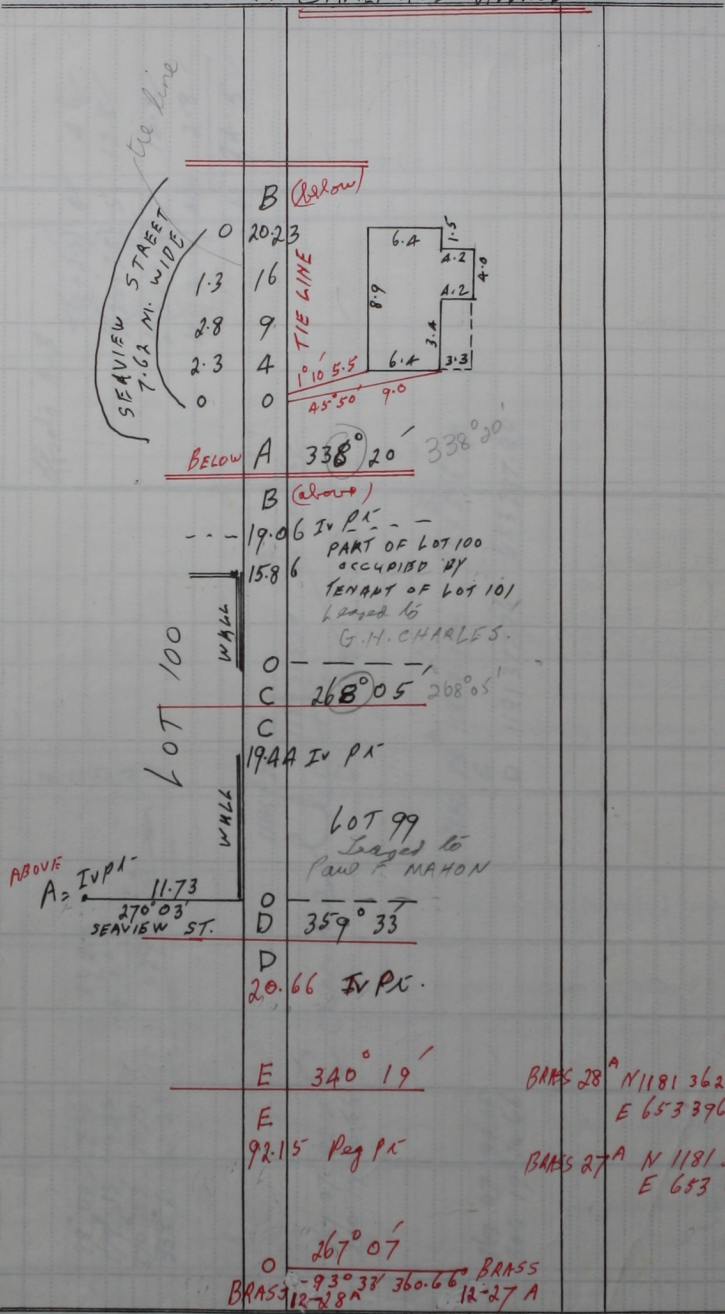 tie line
B (below)
SEAVIEW STREET
7.62 M. WIDE
0 20.23
1.3 16
2.8 9
2.3 4
0 0
TIE LINE
6.4
1.5
4.2
4.0
8.9
4.2
3.4
6.4 3.3
1°10' 5.5
45°50' 9.0
BELOW A 338°20' 338°20'
B (above)
19.06 Iv Pt
PART OF LOT 100
15.86 OCCUPIED BY
TENANT OF LOT 101
Leased to
G.H. CHARLES.
WALL
LOT 100
0
C 268°05' 268°05'
C
19.44 Iv Pt
WALL
LOT 99
Leased to
Paul F. MAHON
ABOVE
A = Iv Pt
11.73
270°03'
SEAVIEW ST.
0
D 359°33'
D
20.66 Iv Pt.
E 340°19'
BRASS 28A N1181 362
E 653 396
E
92.15 Peg Pt
BRASS 27A N 1181
E 653
267°07'
0
BRASS 12-28A
93°33' 360.66
BRASS
12-27 A